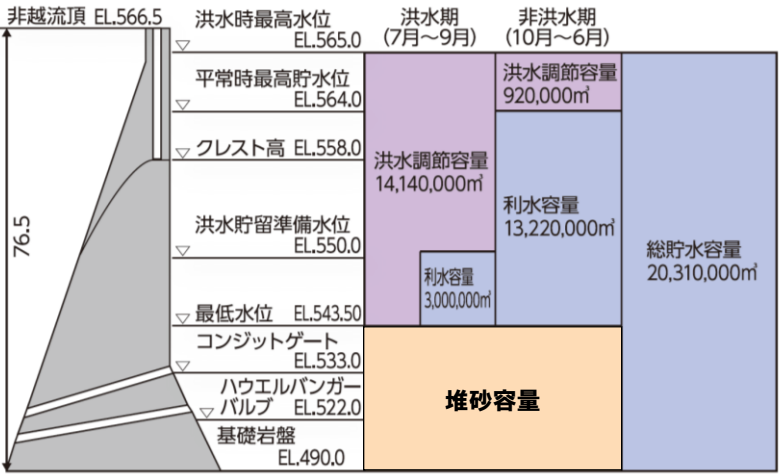 非越流頂 EL.566.5
洪水時最高水位
EL.565.0
平常時最高貯水位
EL.564.0
クレスト高 EL.558.0
洪水貯留準備水位
EL.550.0
最低水位 EL.543.50
コンジットゲート
EL.533.0
ハウエルバンガー
バルブ EL.522.0
基礎岩盤
EL.490.0
76.5
洪水期
(7月～9月)
非洪水期
(10月～6月)
洪水調節容量
14,140,000㎥
利水容量
3,000,000㎥
洪水調節容量
920,000㎥
利水容量
13,220,000㎥
総貯水容量
20,310,000㎥
堆砂容量